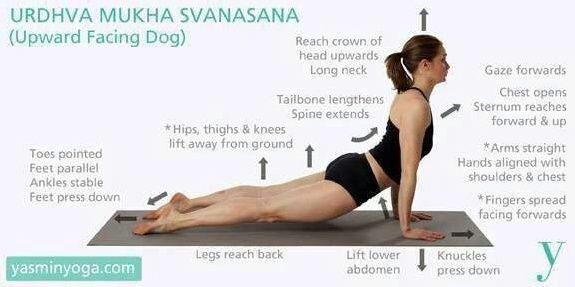 URDHVA MUKHA SVANASANA
(Upward Facing Dog)
Reach crown of
head upwards
Long neck
Gaze forwards
Chest opens
Sternum reaches
forward & up
Tailbone lengthens
Spine extends
*Hips, thighs & knees
lift away from ground
*Arms straight
Hands aligned with
shoulders & chest
Toes pointed
Feet parallel
Ankles stable
Feet press down
*Fingers spread
facing forwards
Legs reach back
Lift lower
abdomen
Knuckles
press down
yasminyoga.com
y